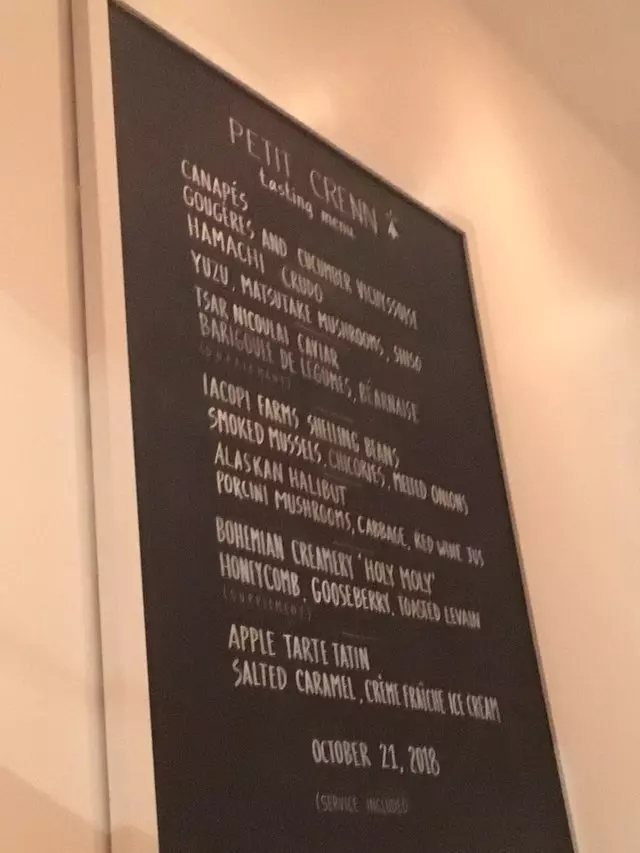 PETIT CRENN
tasting menu
CANAPÉS
GOUGÈRES AND CUCUMBER VICHYSSOISE
HAMACHI CRUDO
YUZU, MATSUTAKE MUSHROOMS, SHISO
TSAR NICOULAI CAVIAR
BARIGOULE DE LEGUMES, BÉARNAISE
(SUPPLEMENT)
IACOPI FARMS SHELLING BEANS
SMOKED MUSSELS, CHICORIES, MELTED ONIONS
ALASKAN HALIBUT
PORCINI MUSHROOMS, CABBAGE, RED WINE JUS
BOHEMIAN CREAMERY 'HOLY MOLY'
HONEYCOMB, GOOSEBERRY, TOASTED LEVAIN
(SUPPLEMENT)
APPLE TARTE TATIN
SALTED CARAMEL, CRÈME FRAÎCHE ICE CREAM
OCTOBER 21, 2018
(SERVICE INCLUDED